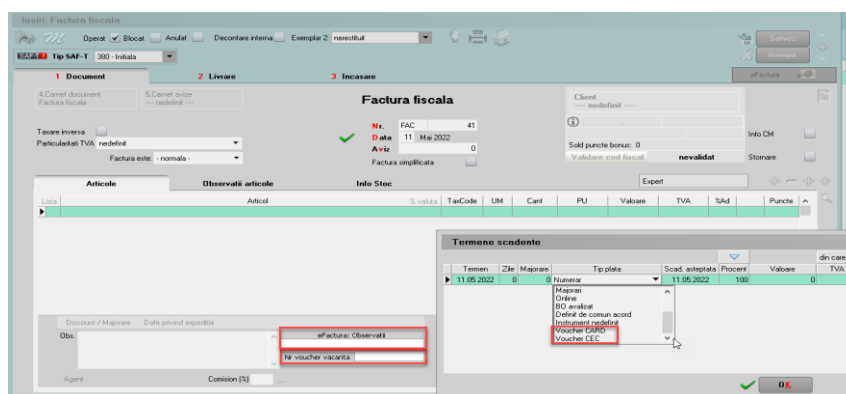 Iesiri: Factura fiscala
Operat Blocat Anulat Decontare interna Exemplar 2: nerestituit Salvez
Renunt
Tip SAF-T 380 - Initiala
1 Document 2 Livrare 3 Incasare eFactura
4.Carnet document 5.Carnet avize
Factura fiscala --- nedefinit ---
Factura fiscala
Client
---- nedefinit ----
Nr. FAC 41
Taxare inversa Data 11 Mai 2022 Info CM
Particularitati TVA nedefinit Aviz 0 Sold puncte bonus: 0
Factura este: - normala - Factura simplificata Validare cod fiscal nevalidat Stornare
Articole Observatii articole Info Stoc Expert
Lista Articol % valuta TaxCode UM Cant PU Valoare TVA %Ad Puncte
Termene scadente
din care
Termen Zile Majorare Tip plata Scad. asteptata Procent Valoare TVA
11.05.2022 0 0 Numerar 11.05.2022 100 0
Majorari
Online
BO avalizat
Definit de comun acord
Instrument nedefinit
Voucher CARD
Voucher CEC
Discount / Majorare Date privind expeditia
Obs. eFactura: Observatii
Nr voucher vacanta
Agent Comision (%) ...
OK